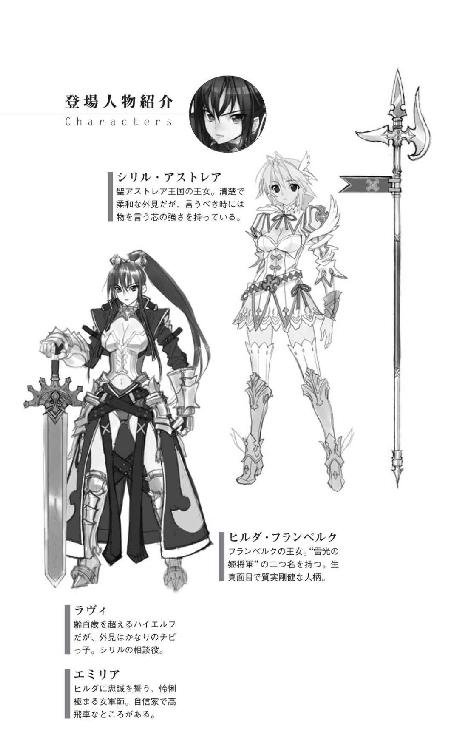 登場人物紹介
Characters
シリル・アストレア
聖アストレア王国の王女。清楚で
柔和な外見だが、言うべき時には
物を言う芯の強さを持っている。
ヒルダ・フランベルク
フランベルクの王女。“雷光の
姫将軍”の二つ名を持つ。生
真面目で質実剛健な人柄。
ラヴィ
齢百歳を超えるハイエルフ
だが、外見はかなりのチビ
っ子。シリルの相談役。
エミリア
ヒルダに忠誠を誓う、怜悧
極まる女軍師。自信家で高
飛車なところがある。